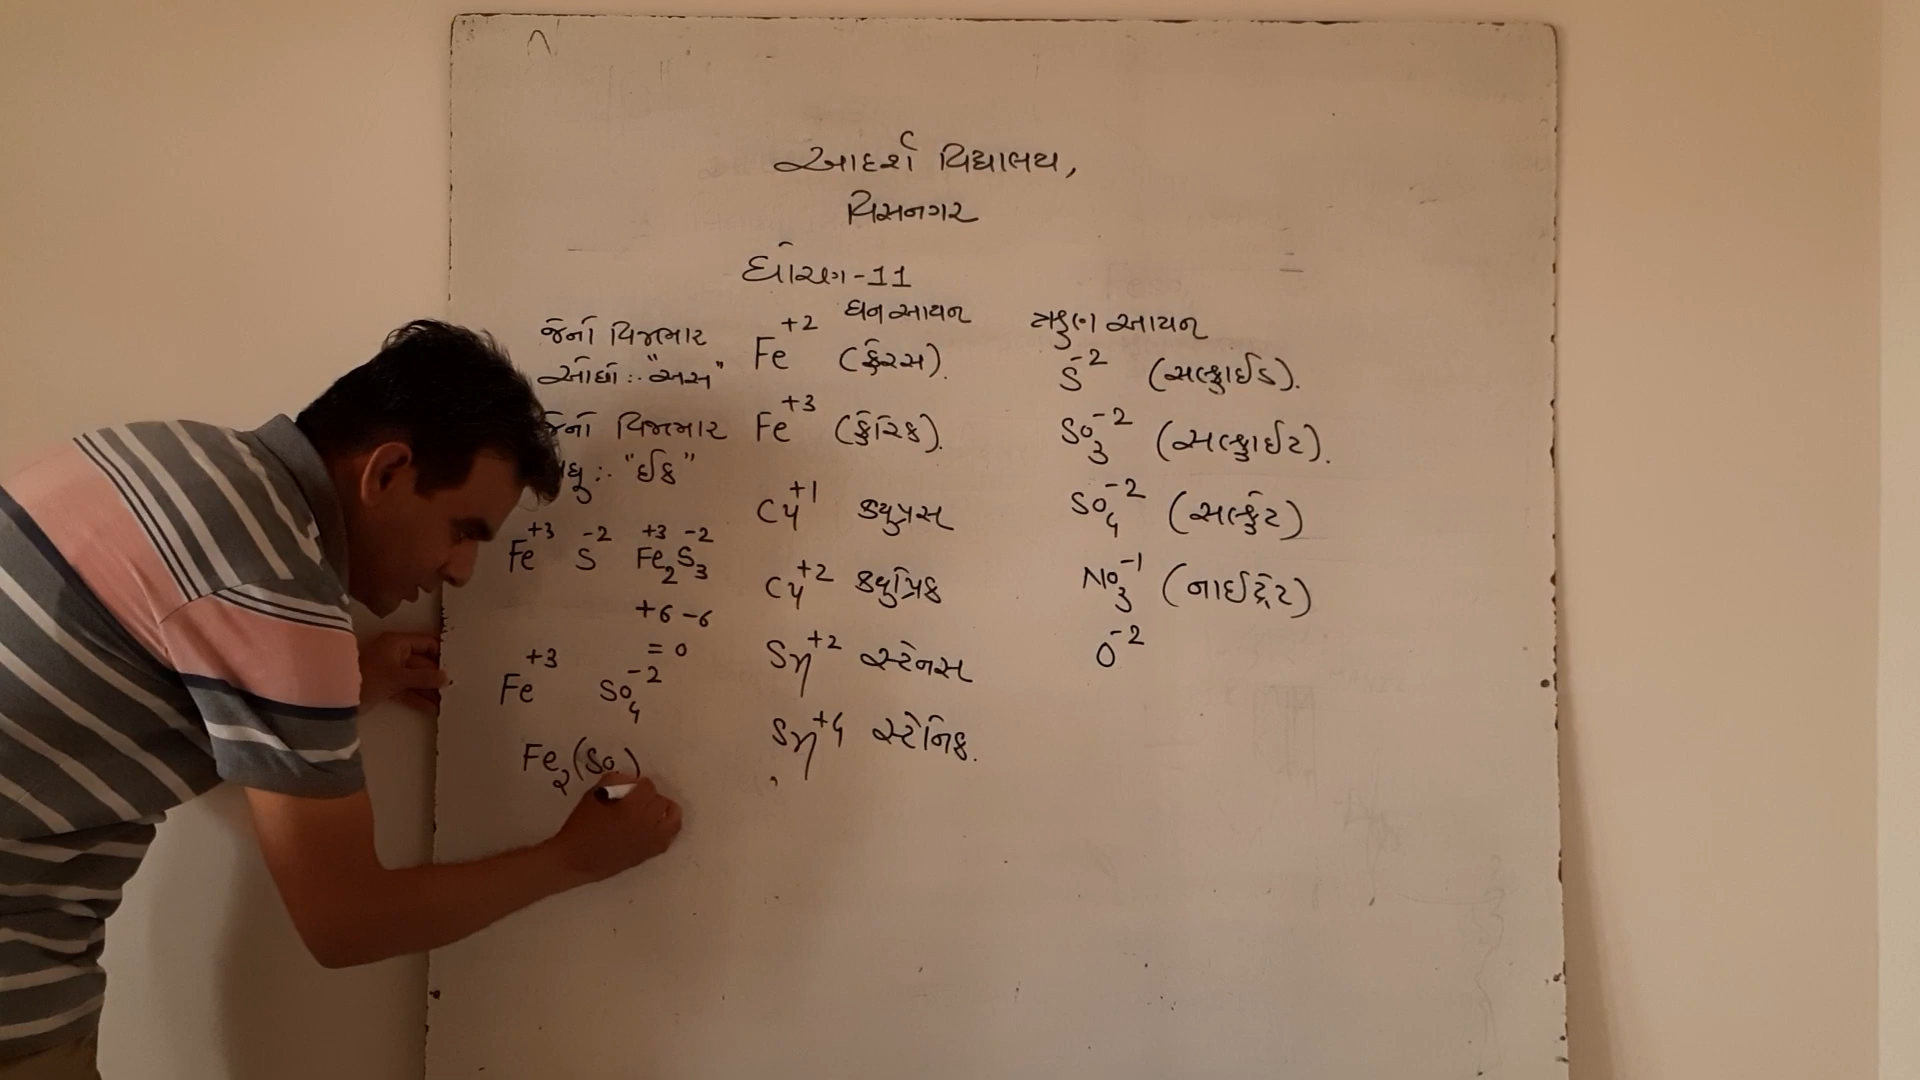 આદર્શ વિદ્યાલય,
વિસનગર
ધોરણ-11
જેનો વિજભાર
ઓછો :- "અસ"
જેનો વિજભાર
વધુ :- "ઈક"
Fe+3 S-2 Fe2+3S3-2
+6 -6
= 0
Fe+3 SO4-2
Fe2(SO )
ધન આયન
Fe+2 (ફેરસ).
Fe+3 (ફેરિક).
Cu+1 ક્યુપ્રસ
Cu+2 ક્યુપ્રિક
Sn+2 સ્ટેનસ
Sn+4 સ્ટેનિક.
ઋણ આયન
S-2 (સલ્ફાઈડ).
SO3-2 (સલ્ફાઈટ).
SO4-2 (સલ્ફેટ)
NO3-1 (નાઈટ્રેટ)
O-2